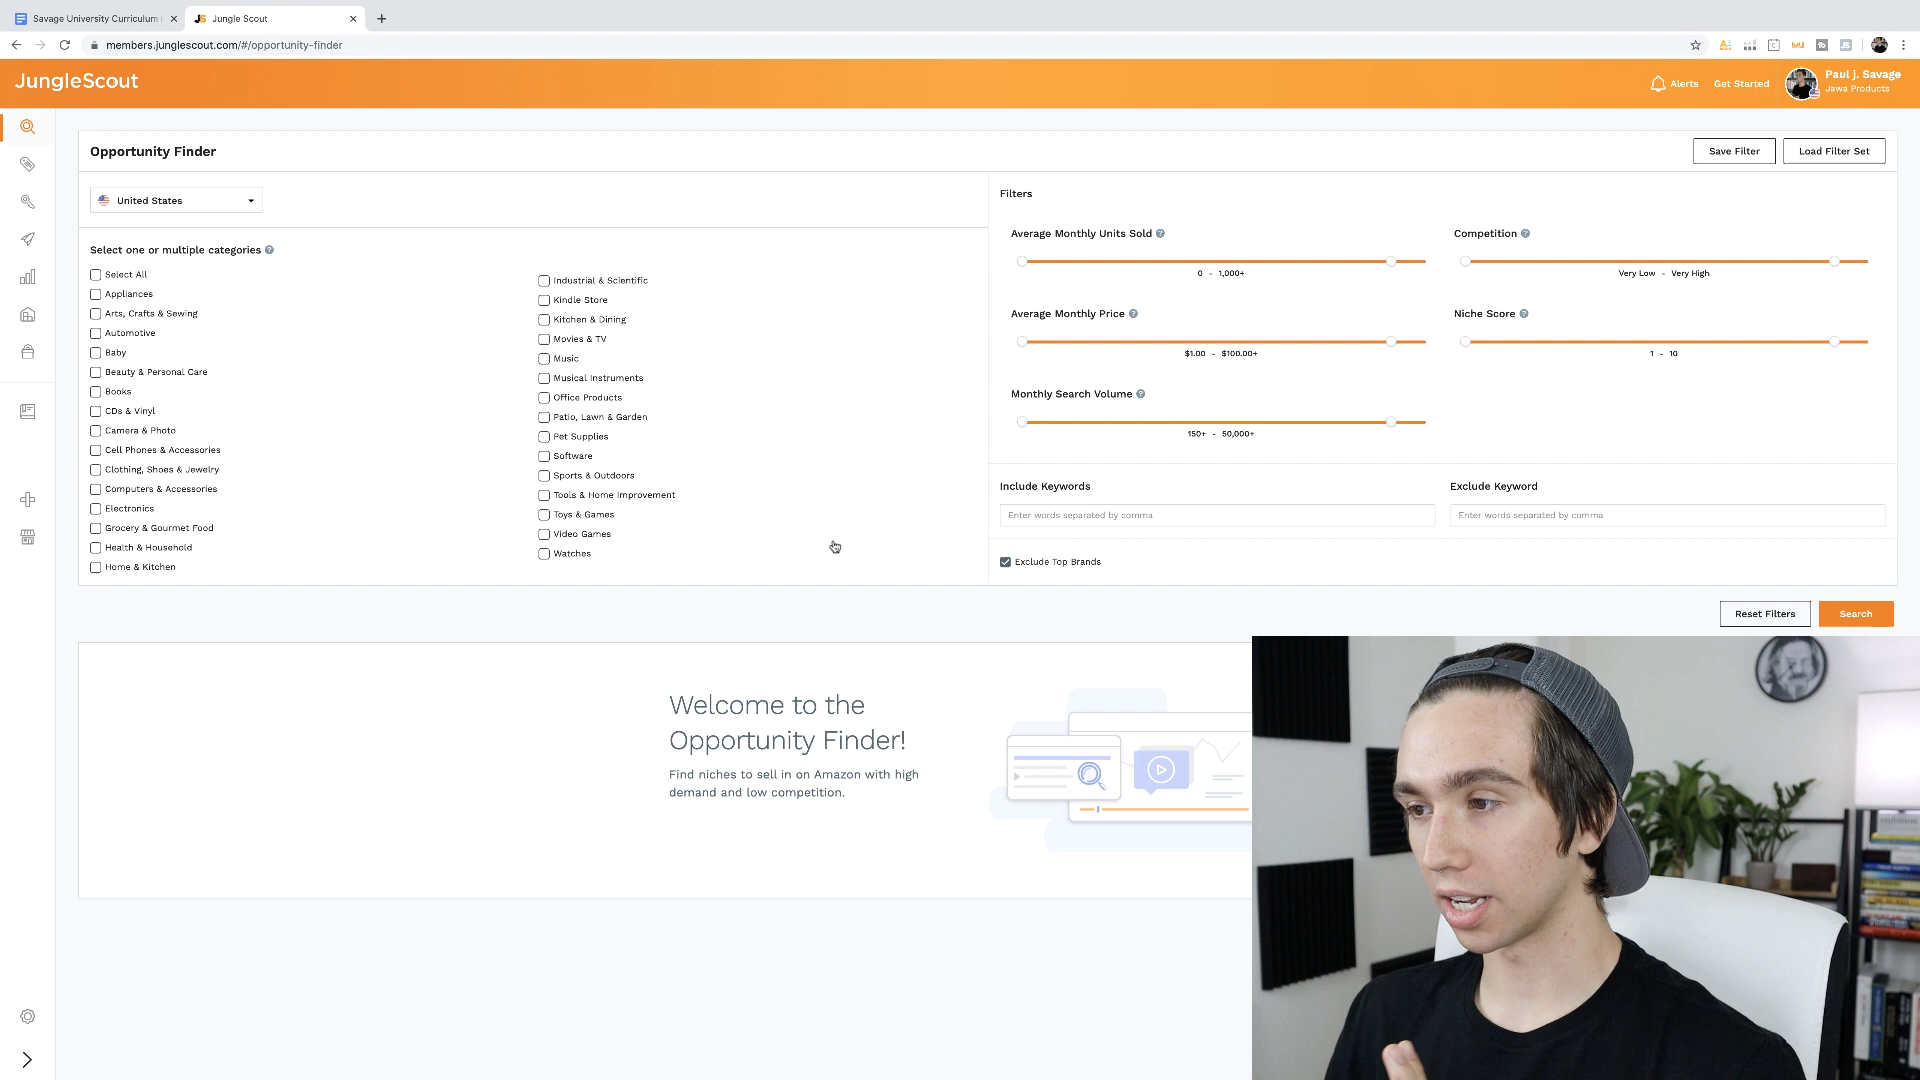 Savage University Curriculum
Jungle Scout
members.junglescout.com/#/opportunity-finder
JungleScout
Alerts
Get Started
Paul j. Savage
Jawa Products
Opportunity Finder
Save Filter
Load Filter Set
United States
Select one or multiple categories
Select All
Appliances
Arts, Crafts & Sewing
Automotive
Baby
Beauty & Personal Care
Books
CDs & Vinyl
Camera & Photo
Cell Phones & Accessories
Clothing, Shoes & Jewelry
Computers & Accessories
Electronics
Grocery & Gourmet Food
Health & Household
Home & Kitchen
Industrial & Scientific
Kindle Store
Kitchen & Dining
Movies & TV
Music
Musical Instruments
Office Products
Patio, Lawn & Garden
Pet Supplies
Software
Sports & Outdoors
Tools & Home Improvement
Toys & Games
Video Games
Watches
Filters
Average Monthly Units Sold
0 - 1,000+
Competition
Very Low - Very High
Average Monthly Price
$1.00 - $100.00+
Niche Score
1 - 10
Monthly Search Volume
150+ - 50,000+
Include Keywords
Enter words separated by comma
Exclude Keyword
Enter words separated by comma
Exclude Top Brands
Reset Filters
Search
Welcome to the
Opportunity Finder!
Find niches to sell in on Amazon with high
demand and low competition.